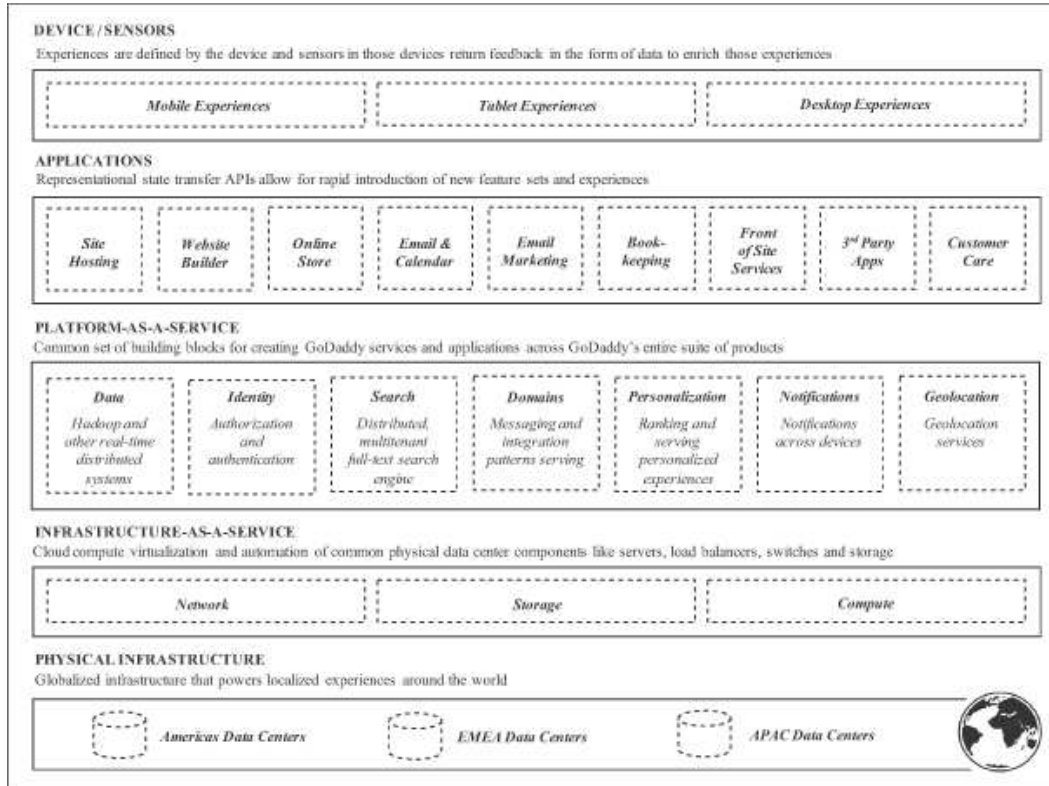 DEVICE / SENSORS
Experiences are defined by the device and sensors in those devices return feedback in the form of data to enrich those experiences
Mobile Experiences
Tablet Experiences
Desktop Experiences
APPLICATIONS
Representational state transfer APIs allow for rapid introduction of new feature sets and experiences
Site
Hosting
Website
Builder
Online
Store
Email &
Calendar
Email
Marketing
Book-
keeping
Front
of Site
Services
3rd Party
Apps
Customer
Care
PLATFORM-AS-A-SERVICE
Common set of building blocks for creating GoDaddy services and applications across GoDaddy's entire suite of products
Data
Hadoop and
other real-time
distributed
systems
Identity
Authorization
and
authentication
Search
Distributed,
multitenant
full-text search
engine
Domains
Messaging and
integration
patterns serving
Personalization
Ranking and
serving
personalized
experiences
Notifications
Notifications
across devices
Geolocation
Geolocation
services
INFRASTRUCTURE-AS-A-SERVICE
Cloud compute virtualization and automation of common physical data center components like servers, load balancers, switches and storage
Network
Storage
Compute
PHYSICAL INFRASTRUCTURE
Globalized infrastructure that powers localized experiences around the world
Americas Data Centers
EMEA Data Centers
APAC Data Centers